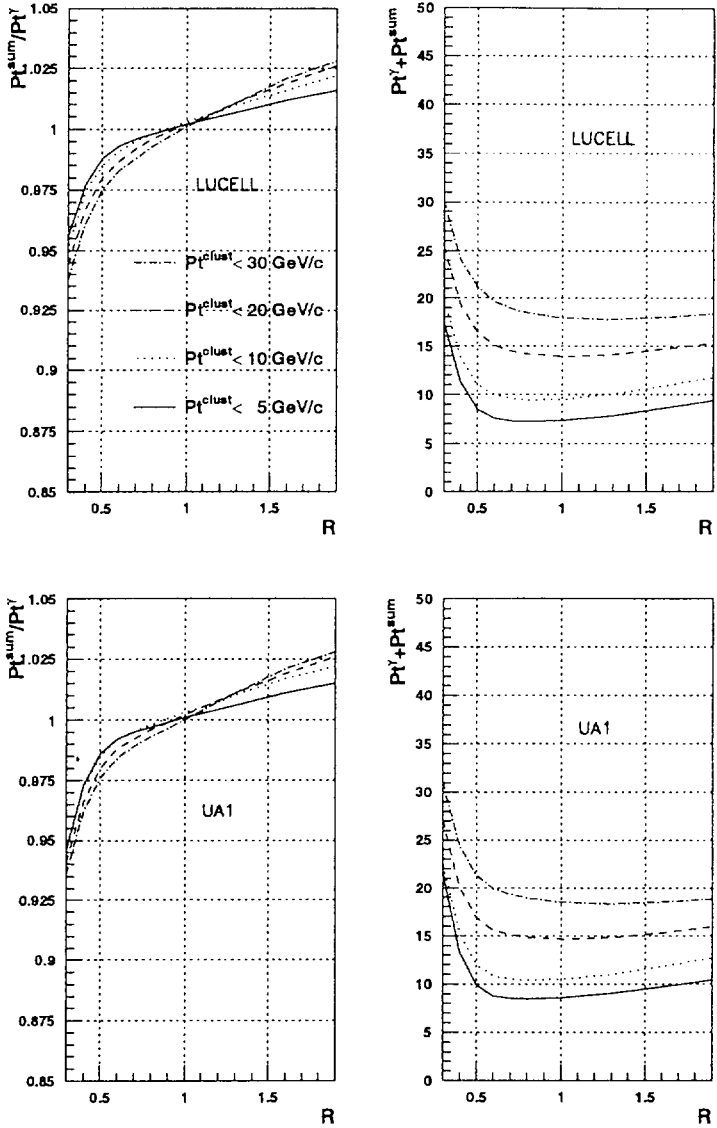 Pt^sum/Pt^γ
1.05
1.025
1
0.975
0.95
0.925
0.9
0.875
0.85
LUCELL
Pt^clust < 30 GeV/c
Pt^clust < 20 GeV/c
Pt^clust < 10 GeV/c
Pt^clust < 5 GeV/c
0.5 1 1.5
R
Pt^γ+Pt^sum
50
45
40
35
30
25
20
15
10
5
0
LUCELL
0.5 1 1.5
R
Pt^sum/Pt^γ
1.05
1.025
1
0.975
0.95
0.925
0.9
0.875
0.85
UA1
0.5 1 1.5
R
Pt^γ+Pt^sum
50
45
40
35
30
25
20
15
10
5
0
UA1
0.5 1 1.5
R